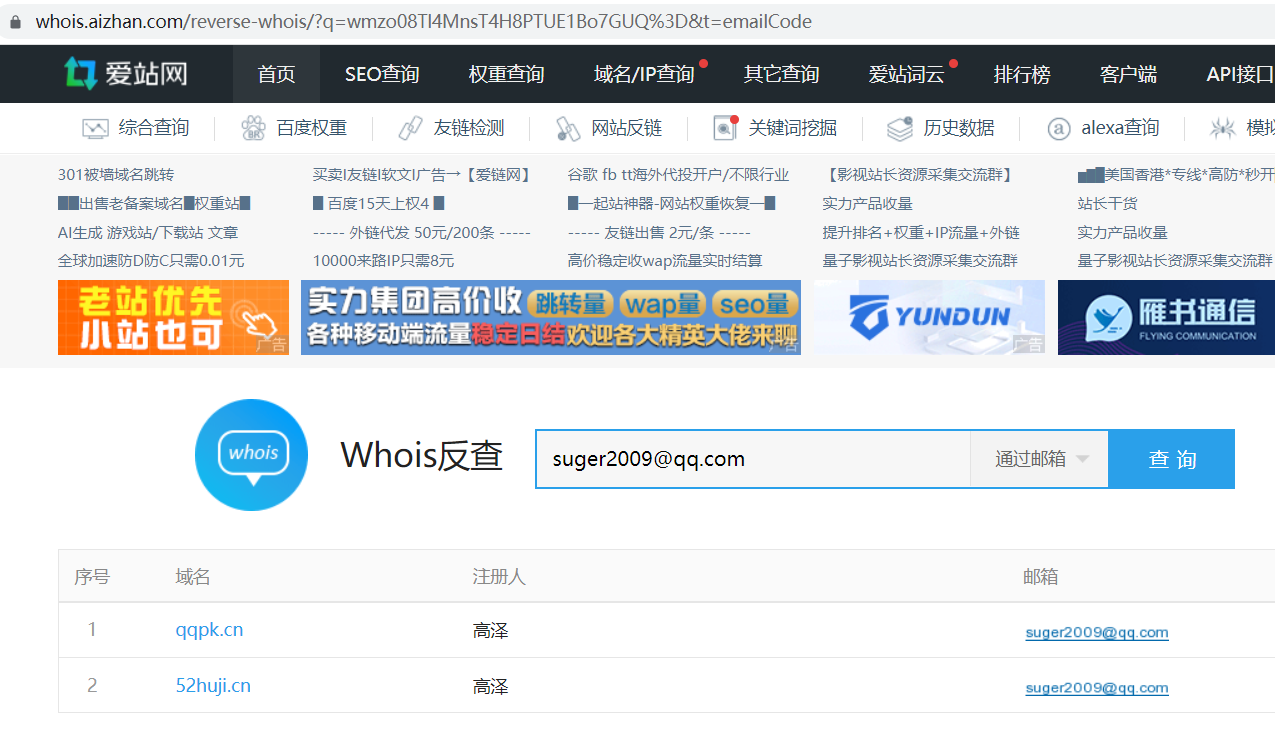 whois.aizhan.com/reverse-whois/?q=wmzo08Tl4MnsT4H8PTUE1Bo7GUQ%3D&t=emailCode
爱站网 首页 SEO查询 权重查询 域名/IP查询 其它查询 爱站词云 排行榜 客户端 API接口
综合查询 百度权重 友链检测 网站反链 关键词挖掘 历史数据 alexa查询 模拟
301被墙域名跳转 买卖I友链I软文I广告→【爱链网】 谷歌 fb tt海外代投开户/不限行业 【影视站长资源采集交流群】 ▅▆█美国香港*专线*高防*秒开
██出售老备案域名█权重站█ █ 百度15天上权4 █ █一起站神器-网站权重恢复一█ 实力产品收量 站长干货
AI生成 游戏站/下载站 文章 ----- 外链代发 50元/200条 ----- ----- 友链出售 2元/条 ----- 提升排名+权重+IP流量+外链 实力产品收量
全球加速防D防C只需0.01元 10000来路IP只需8元 高价稳定收wap流量实时结算 量子影视站长资源采集交流群 量子影视站长资源采集交流群
老站优先
小站也可
广告
实力集团高价收 跳转量 wap量 seo量
各种移动端流量稳定日结欢迎各大精英大佬来聊
广告
YUNDUN
广告
雁书通信
FLYING COMMUNICATION
whois Whois反查 suger2009@qq.com 通过邮箱 查 询
序号 域名 注册人 邮箱
1 qqpk.cn 高泽 suger2009@qq.com
2 52huji.cn 高泽 suger2009@qq.com